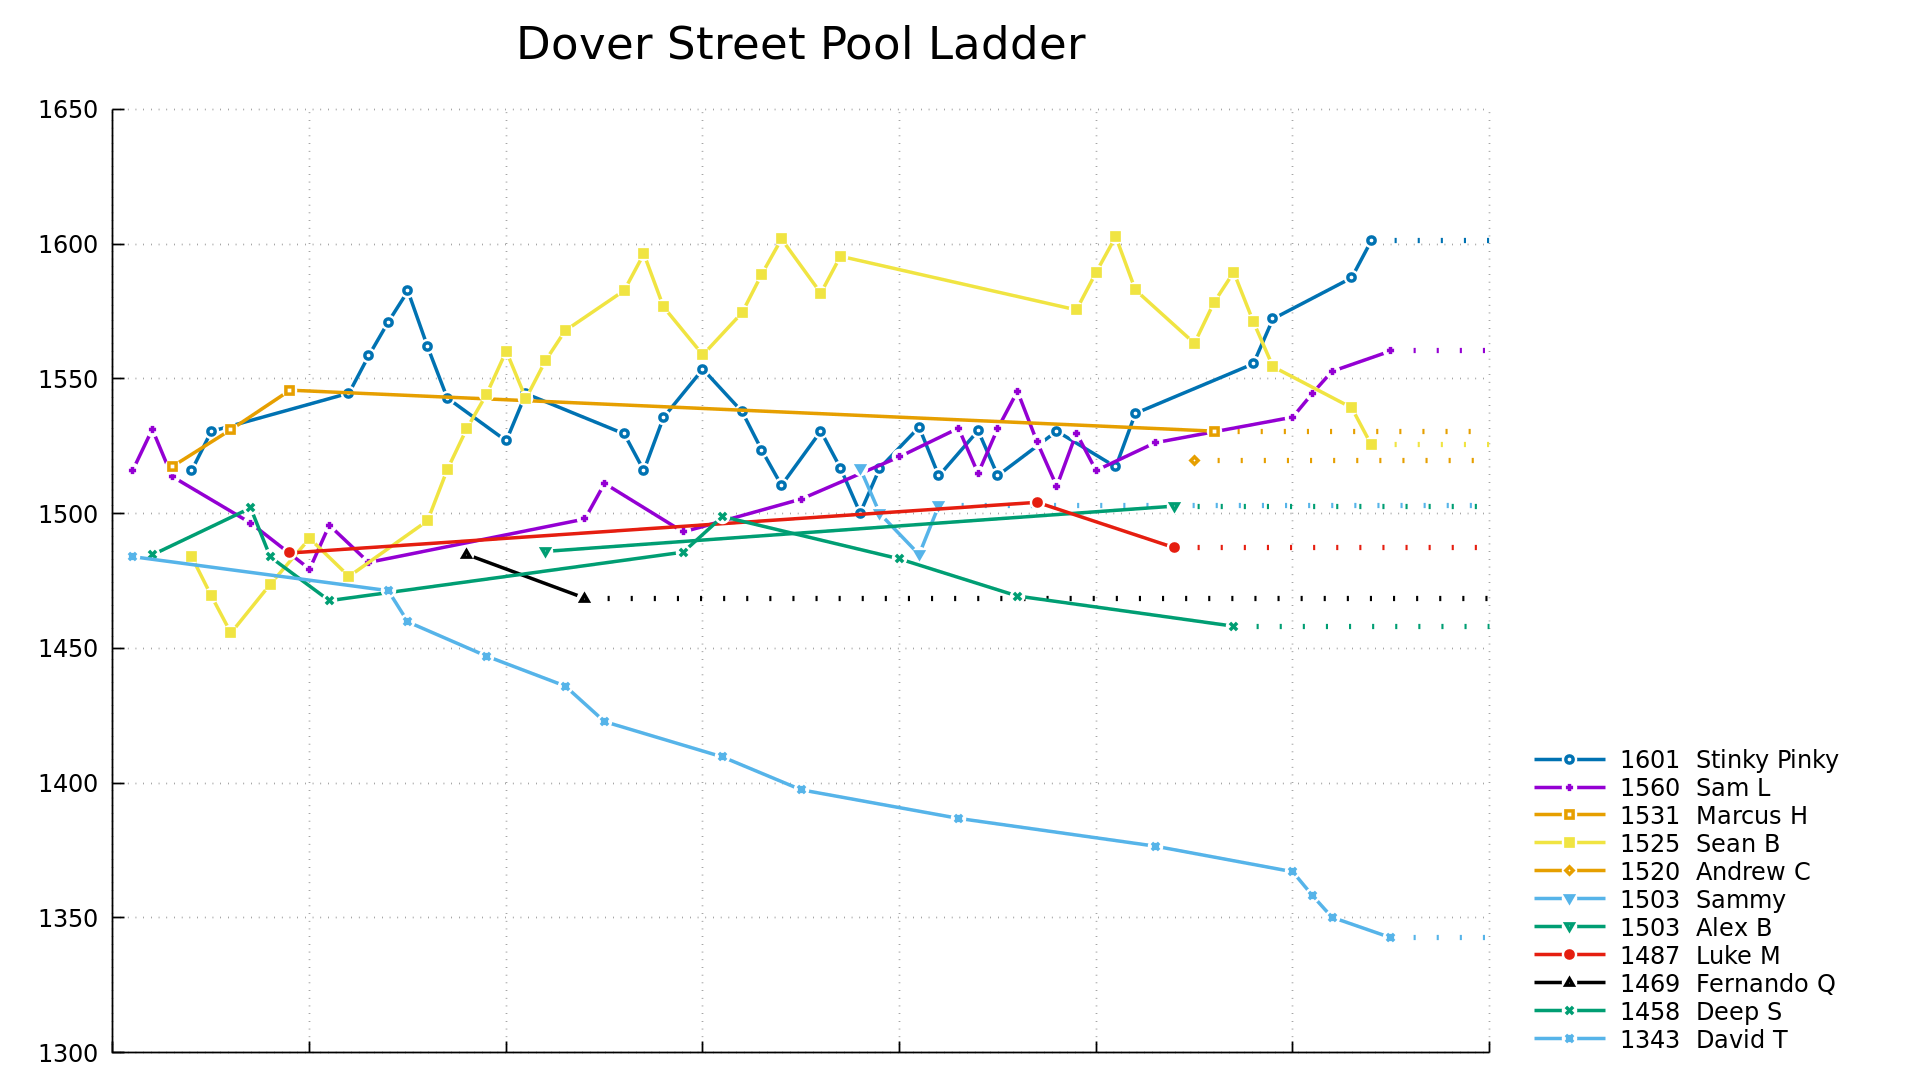 Dover Street Pool Ladder
1650
1600
1550
1500
1450
1400
1350
1300
1601 Stinky Pinky
1560 Sam L
1531 Marcus H
1525 Sean B
1520 Andrew C
1503 Sammy
1503 Alex B
1487 Luke M
1469 Fernando Q
1458 Deep S
1343 David T